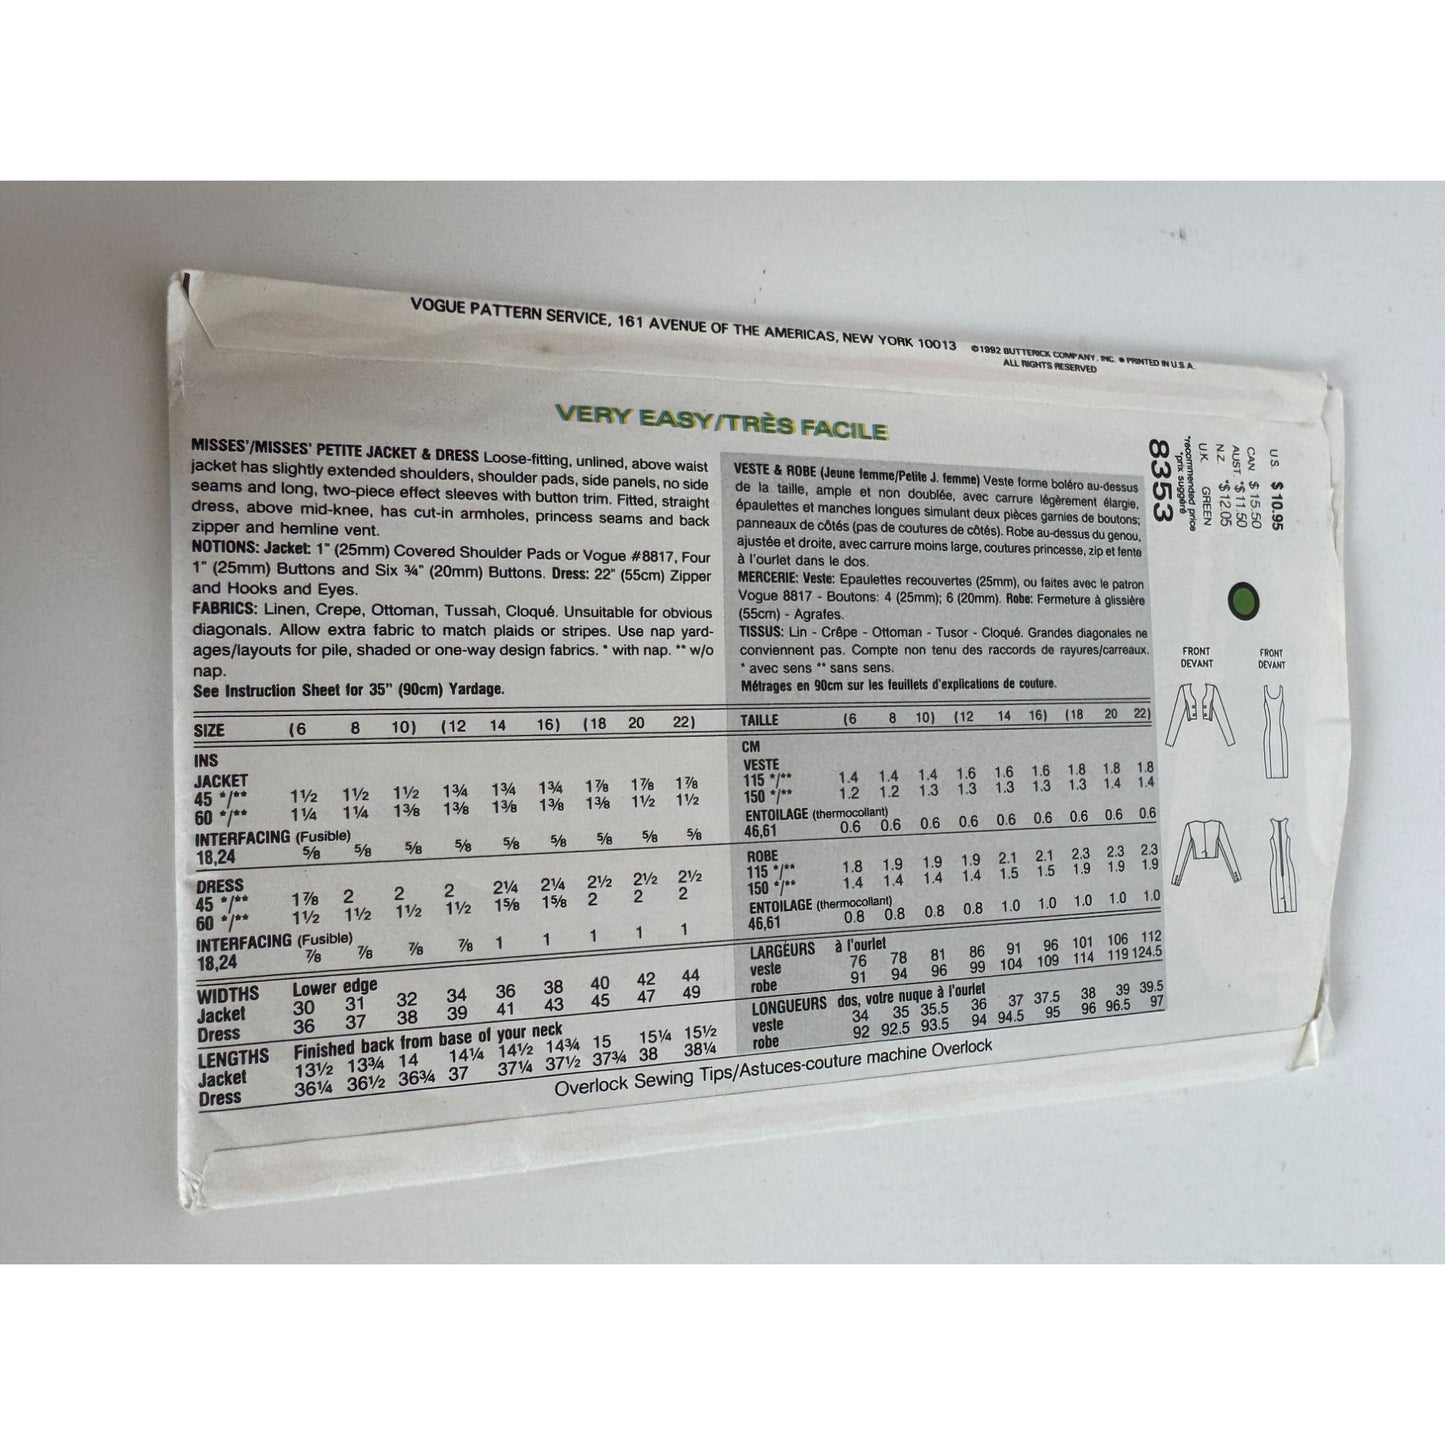 VOGUE PATTERN SERVICE, 161 AVENUE OF THE AMERICAS, NEW YORK 10013 ©1992 BUTTERICK COMPANY, INC. ● PRINTED IN U.S.A.
ALL RIGHTS RESERVED
VERY EASY/TRÈS FACILE
MISSES'/MISSES' PETITE JACKET & DRESS Loose-fitting, unlined, above waist
jacket has slightly extended shoulders, shoulder pads, side panels, no side
seams and long, two-piece effect sleeves with button trim. Fitted, straight
dress, above mid-knee, has cut-in armholes, princess seams and back
zipper and hemline vent.
NOTIONS: Jacket: 1" (25mm) Covered Shoulder Pads or Vogue #8817, Four
1" (25mm) Buttons and Six ¾" (20mm) Buttons. Dress: 22" (55cm) Zipper
and Hooks and Eyes.
FABRICS: Linen, Crepe, Ottoman, Tussah, Cloqué. Unsuitable for obvious
diagonals. Allow extra fabric to match plaids or stripes. Use nap yard-
ages/layouts for pile, shaded or one-way design fabrics. * with nap. ** w/o
nap.
See Instruction Sheet for 35" (90cm) Yardage.
SIZE (6 8 10) (12 14 16) (18 20 22)
INS
JACKET
45 */** 1½ 1½ 1½ 1¾ 1¾ 1¾ 1⅞ 1⅞ 1⅞
60 */** 1¼ 1¼ 1⅜ 1⅜ 1⅜ 1⅜ 1⅜ 1½ 1½
INTERFACING (Fusible)
18,24 ⅝ ⅝ ⅝ ⅝ ⅝ ⅝ ⅝ ⅝ ⅝
DRESS
45 */** 1⅞ 2 2 2 2¼ 2¼ 2½ 2½ 2½
60 */** 1½ 1½ 1½ 1½ 1⅝ 1⅝ 2 2 2
INTERFACING (Fusible)
18,24 ⅞ ⅞ ⅞ ⅞ 1 1 1 1 1
WIDTHS Lower edge
Jacket 30 31 32 34 36 38 40 42 44
Dress 36 37 38 39 41 43 45 47 49
LENGTHS Finished back from base of your neck
Jacket 13½ 13¾ 14 14¼ 14½ 14¾ 15 15¼ 15½
Dress 36¼ 36½ 36¾ 37 37¼ 37½ 37¾ 38 38¼
VESTE & ROBE (Jeune femme/Petite J. femme) Veste forme boléro au-dessus
de la taille, ample et non doublée, avec carrure légèrement élargie,
épaulettes et manches longues simulant deux pièces garnies de boutons;
panneaux de côtés (pas de coutures de côtés). Robe au-dessus du genou,
ajustée et droite, avec carrure moins large, coutures princesse, zip et fente
à l'ourlet dans le dos.
MERCERIE: Veste: Epaulettes recouvertes (25mm), ou faites avec le patron
Vogue 8817 - Boutons: 4 (25mm); 6 (20mm). Robe: Fermeture à glissière
(55cm) - Agrafes.
TISSUS: Lin - Crêpe - Ottoman - Tusor - Cloqué. Grandes diagonales ne
conviennent pas. Compte non tenu des raccords de rayures/carreaux.
* avec sens ** sans sens.
Métrages en 90cm sur les feuillets d'explications de couture.
TAILLE (6 8 10) (12 14 16) (18 20 22)
CM
VESTE
115 */** 1.4 1.4 1.4 1.6 1.6 1.6 1.8 1.8 1.8
150 */** 1.2 1.2 1.3 1.3 1.3 1.3 1.3 1.4 1.4
ENTOILAGE (thermocollant)
46,61 0.6 0.6 0.6 0.6 0.6 0.6 0.6 0.6 0.6
ROBE
115 */** 1.8 1.9 1.9 1.9 2.1 2.1 2.3 2.3 2.3
150 */** 1.4 1.4 1.4 1.4 1.5 1.5 1.9 1.9 1.9
ENTOILAGE (thermocollant)
46,61 0.8 0.8 0.8 0.8 1.0 1.0 1.0 1.0 1.0
LARGEURS à l'ourlet
veste 76 78 81 86 91 96 101 106 112
robe 91 94 96 99 104 109 114 119 124.5
LONGUEURS dos, votre nuque à l'ourlet
veste 34 35 35.5 36 37 37.5 38 39 39.5
robe 92 92.5 93.5 94 94.5 95 96 96.5 97
Overlock Sewing Tips/Astuces-couture machine Overlock
U.S. $10.95
CAN. $15.50
AUST. *$11.50
N.Z. *$12.05
U.K. GREEN
*recommended price
*prix suggéré
8353
FRONT
DEVANT
FRONT
DEVANT